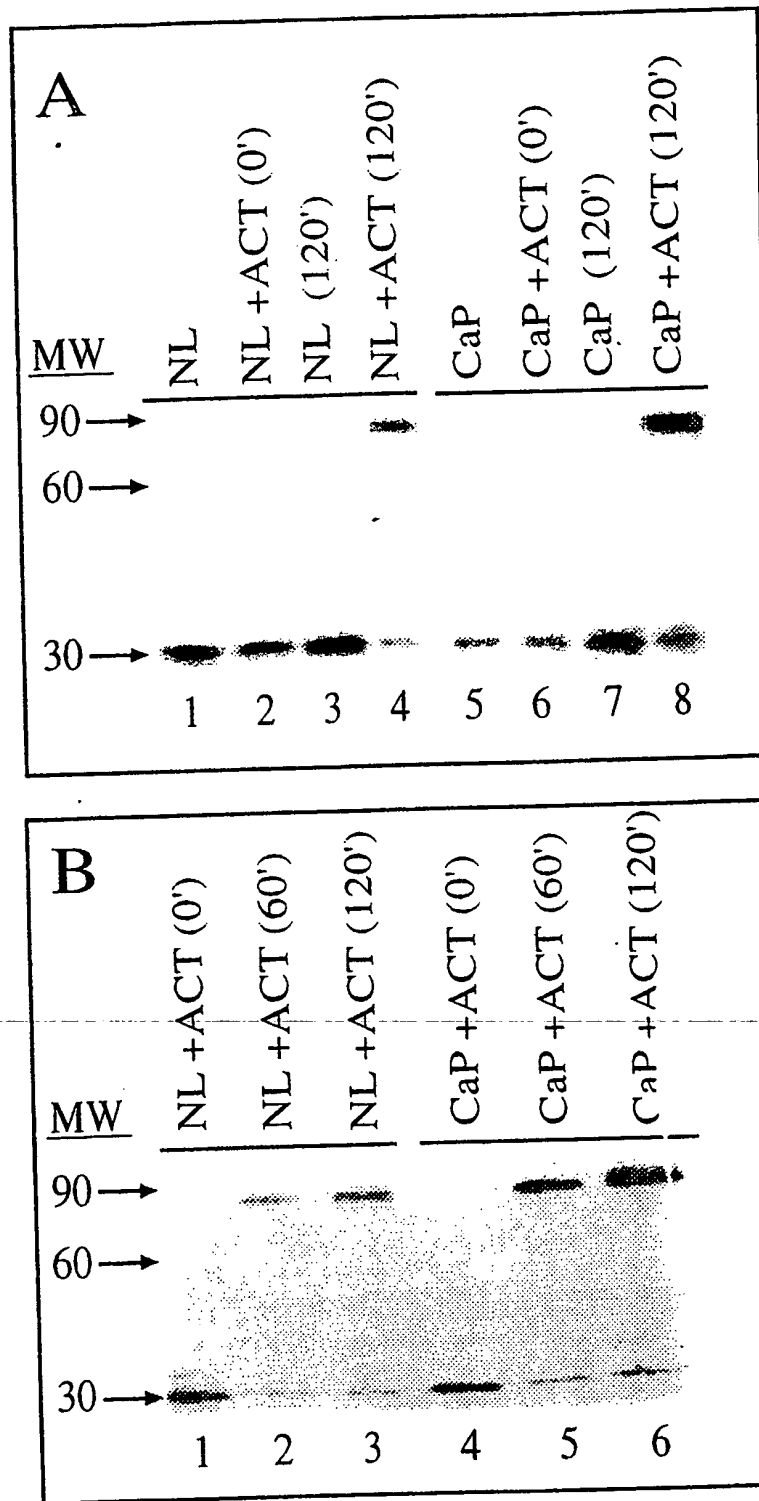 A
NL
NL +ACT (0')
NL (120')
NL +ACT (120')
CaP
CaP +ACT (0')
CaP (120')
CaP +ACT (120')
MW
90
60
30
1 2 3 4 5 6 7 8
B
NL +ACT (0')
NL +ACT (60')
NL +ACT (120')
CaP +ACT (0')
CaP +ACT (60')
CaP +ACT (120')
MW
90
60
30
1 2 3 4 5 6